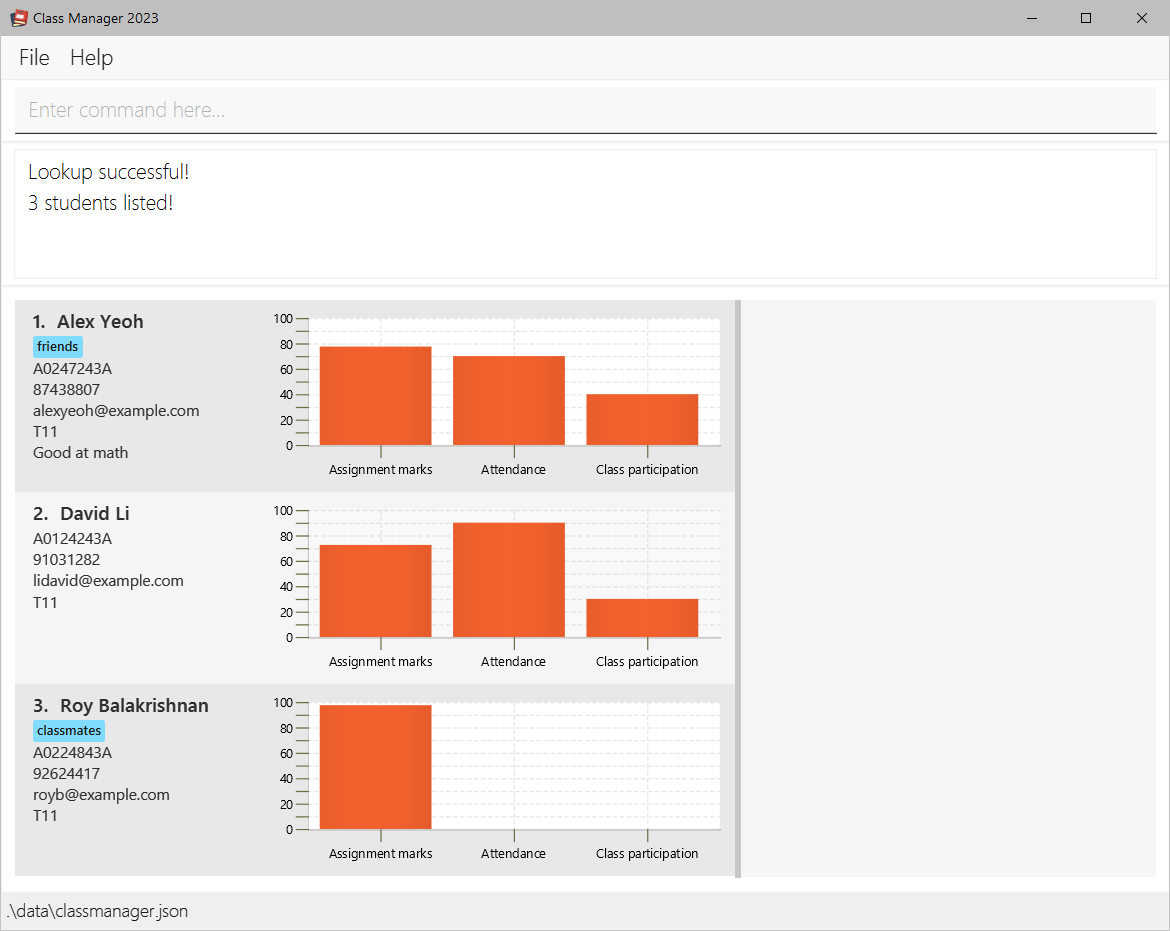 Class Manager 2023
File Help
Enter command here...
Lookup successful!
3 students listed!
1. Alex Yeoh
friends
A0247243A
87438807
alexyeoh@example.com
T11
Good at math
100
80
60
40
20
0
Assignment marks Attendance Class participation
2. David Li
A0124243A
91031282
lidavid@example.com
T11
100
80
60
40
20
0
Assignment marks Attendance Class participation
3. Roy Balakrishnan
classmates
A0224843A
92624417
royb@example.com
T11
100
80
60
40
20
0
Assignment marks Attendance Class participation
.\data\classmanager.json